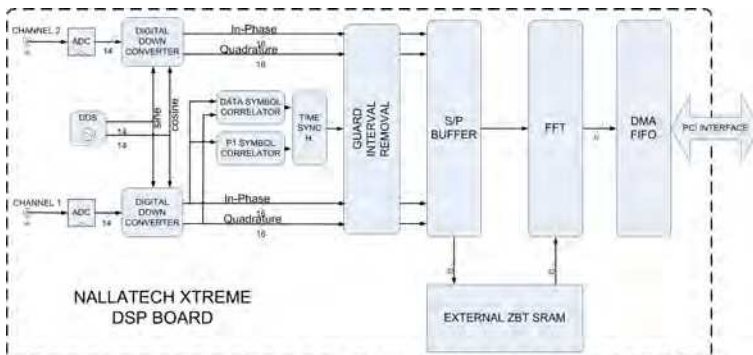 CHANNEL 2
ADC
14
DIGITAL
DOWN
CONVERTER
In-Phase
16
Quadrature
16
DDS
14
14
sine
cosine
DATA SYMBOL
CORRELATOR
P1 SYMBOL
CORRELATOR
TIME
SYNC
H.
GUARD
INTERVAL
REMOVAL
S/P
BUFFER
FFT
DMA
FIFO
PCI INTERFACE
CHANNEL 1
ADC
14
DIGITAL
DOWN
CONVERTER
In-Phase
16
Quadrature
16
NALLATECH XTREME
DSP BOARD
EXTERNAL ZBT SRAM